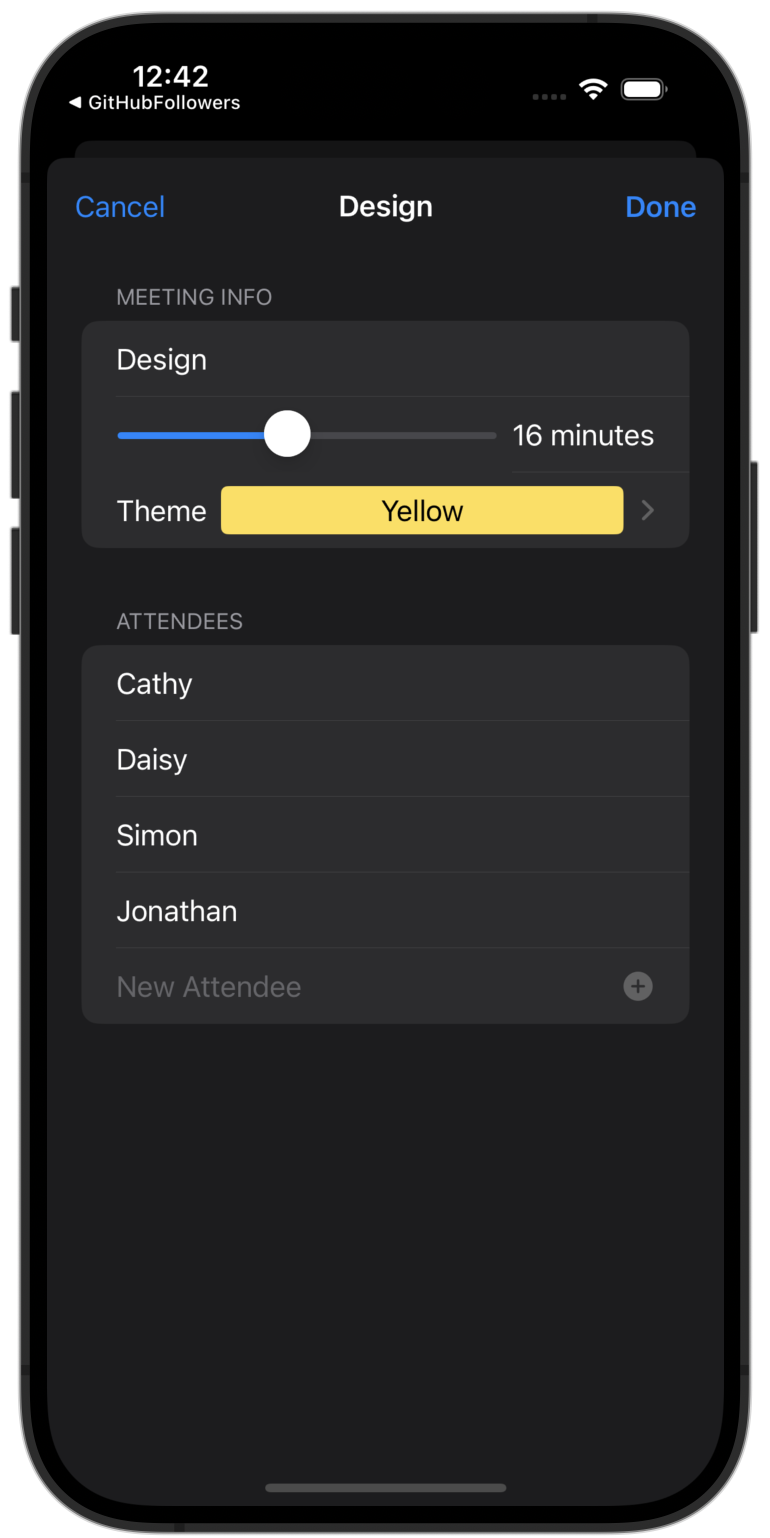 12:42
◀ GitHubFollowers
Cancel Design Done
MEETING INFO
Design
16 minutes
Theme Yellow
ATTENDEES
Cathy
Daisy
Simon
Jonathan
New Attendee